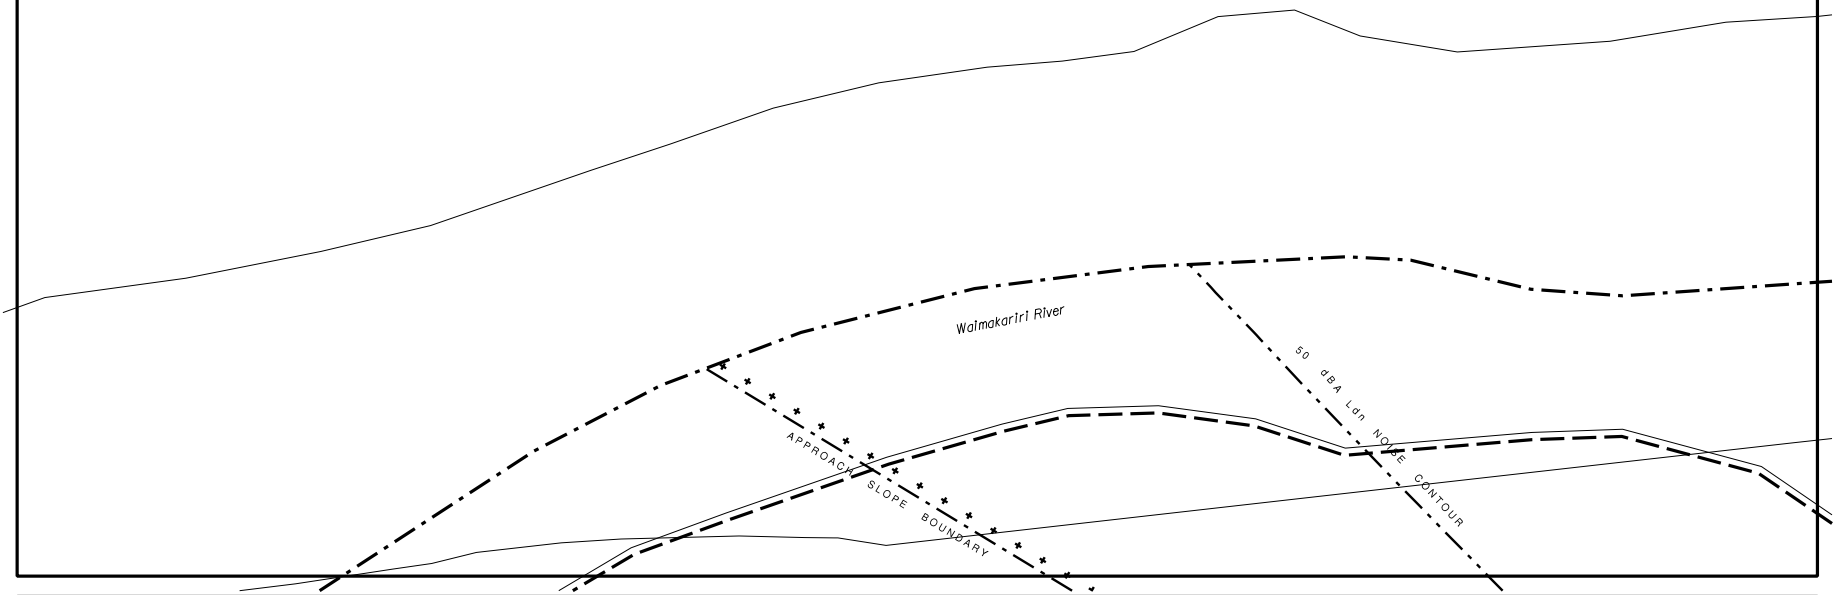 Waimakariri River
50 dBA Ldn NOISE CONTOUR
APPROACH SLOPE BOUNDARY